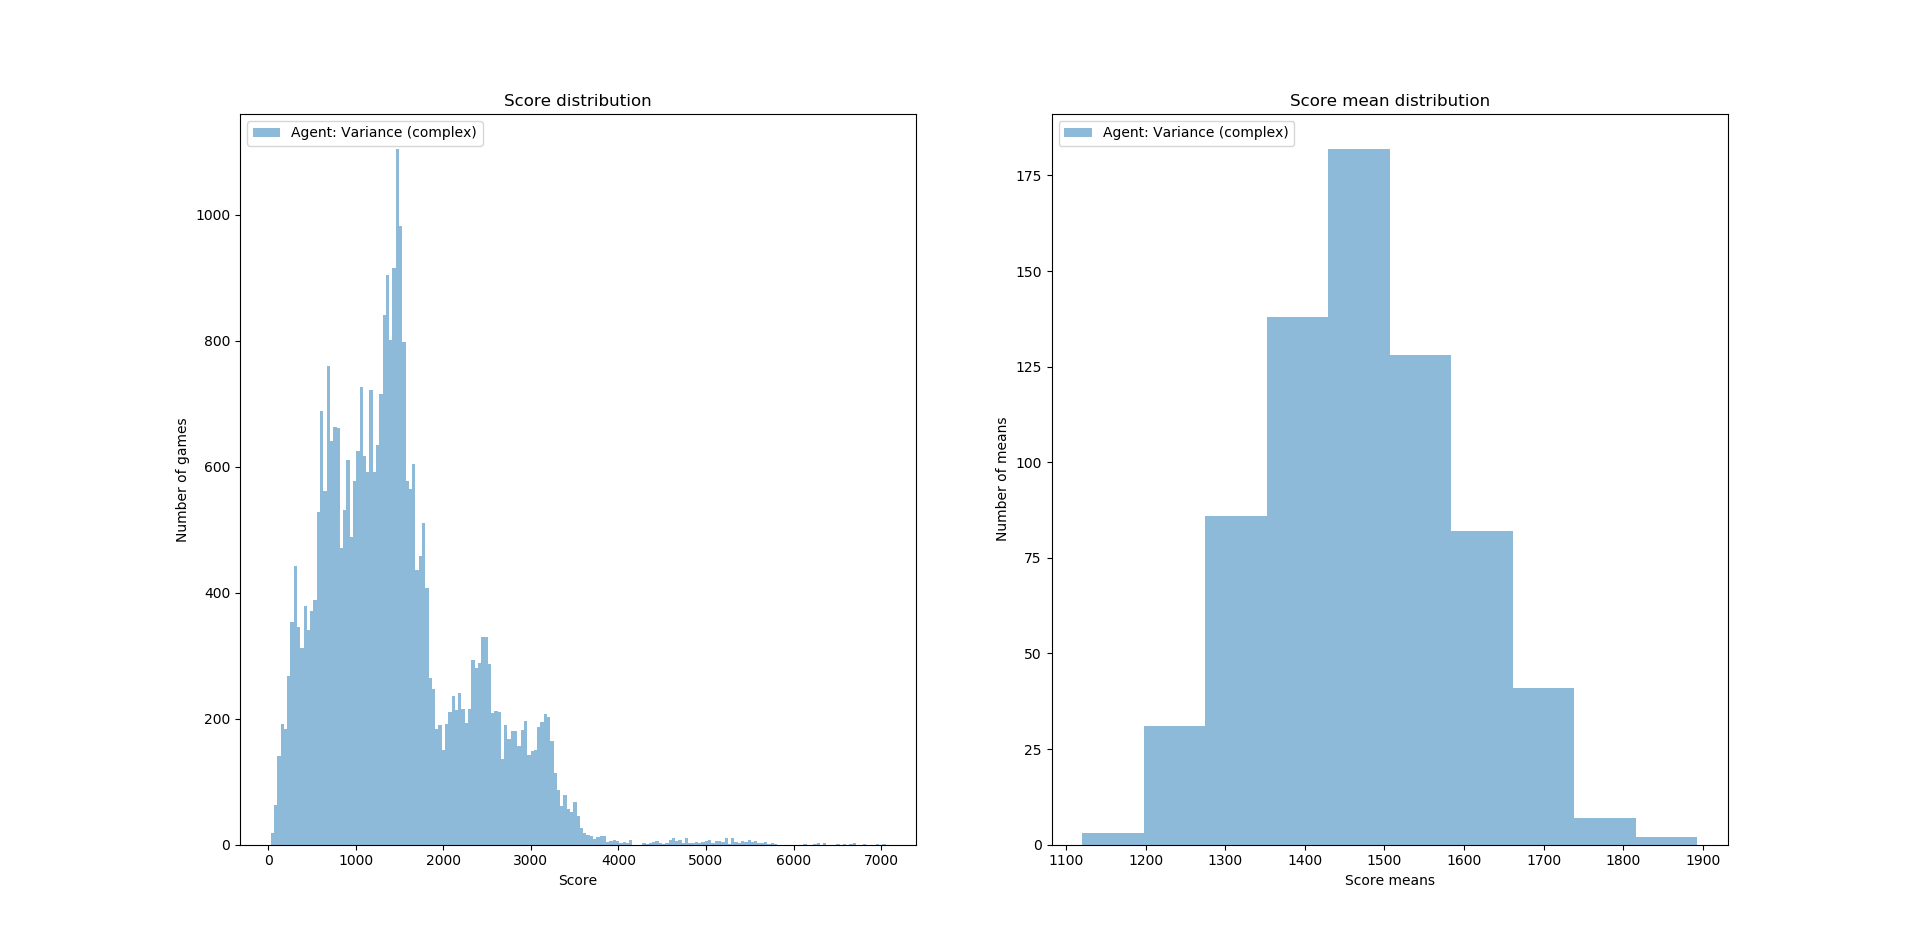 Score distribution
Agent: Variance (complex)
Number of games
1000
800
600
400
200
0
0 1000 2000 3000 4000 5000 6000 7000
Score
Score mean distribution
Agent: Variance (complex)
Number of means
175
150
125
100
75
50
25
0
1100 1200 1300 1400 1500 1600 1700 1800 1900
Score means